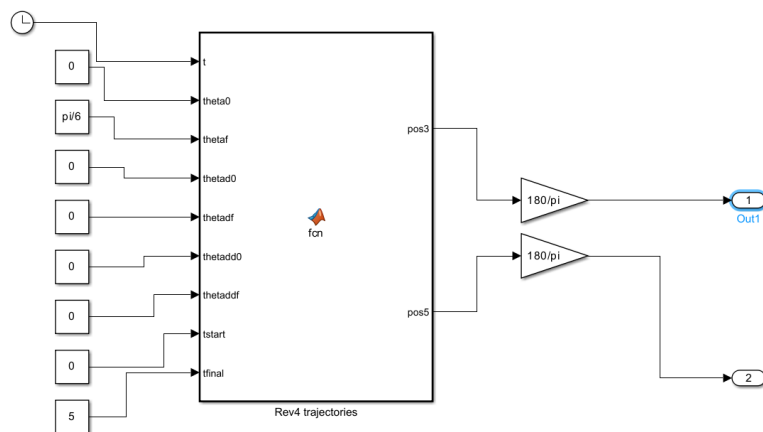 0
pi/6
0
0
0
0
0
5
t
theta0
thetaf
thetad0
thetadf
thetadd0
thetaddf
tstart
tfinal
fcn
pos3
pos5
Rev4 trajectories
180/pi
180/pi
1
Out1
2